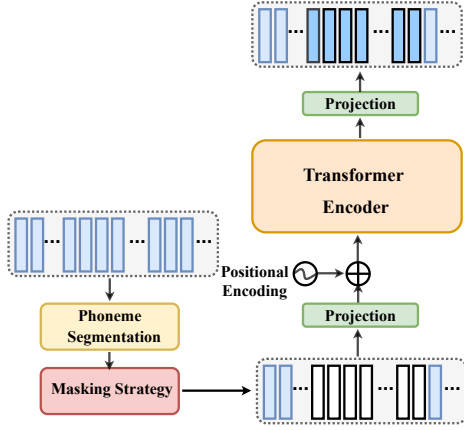 ...
...
...
Projection
Transformer
Encoder
...
...
...
Positional
Encoding
Phoneme
Segmentation
Projection
Masking Strategy
...
...
...